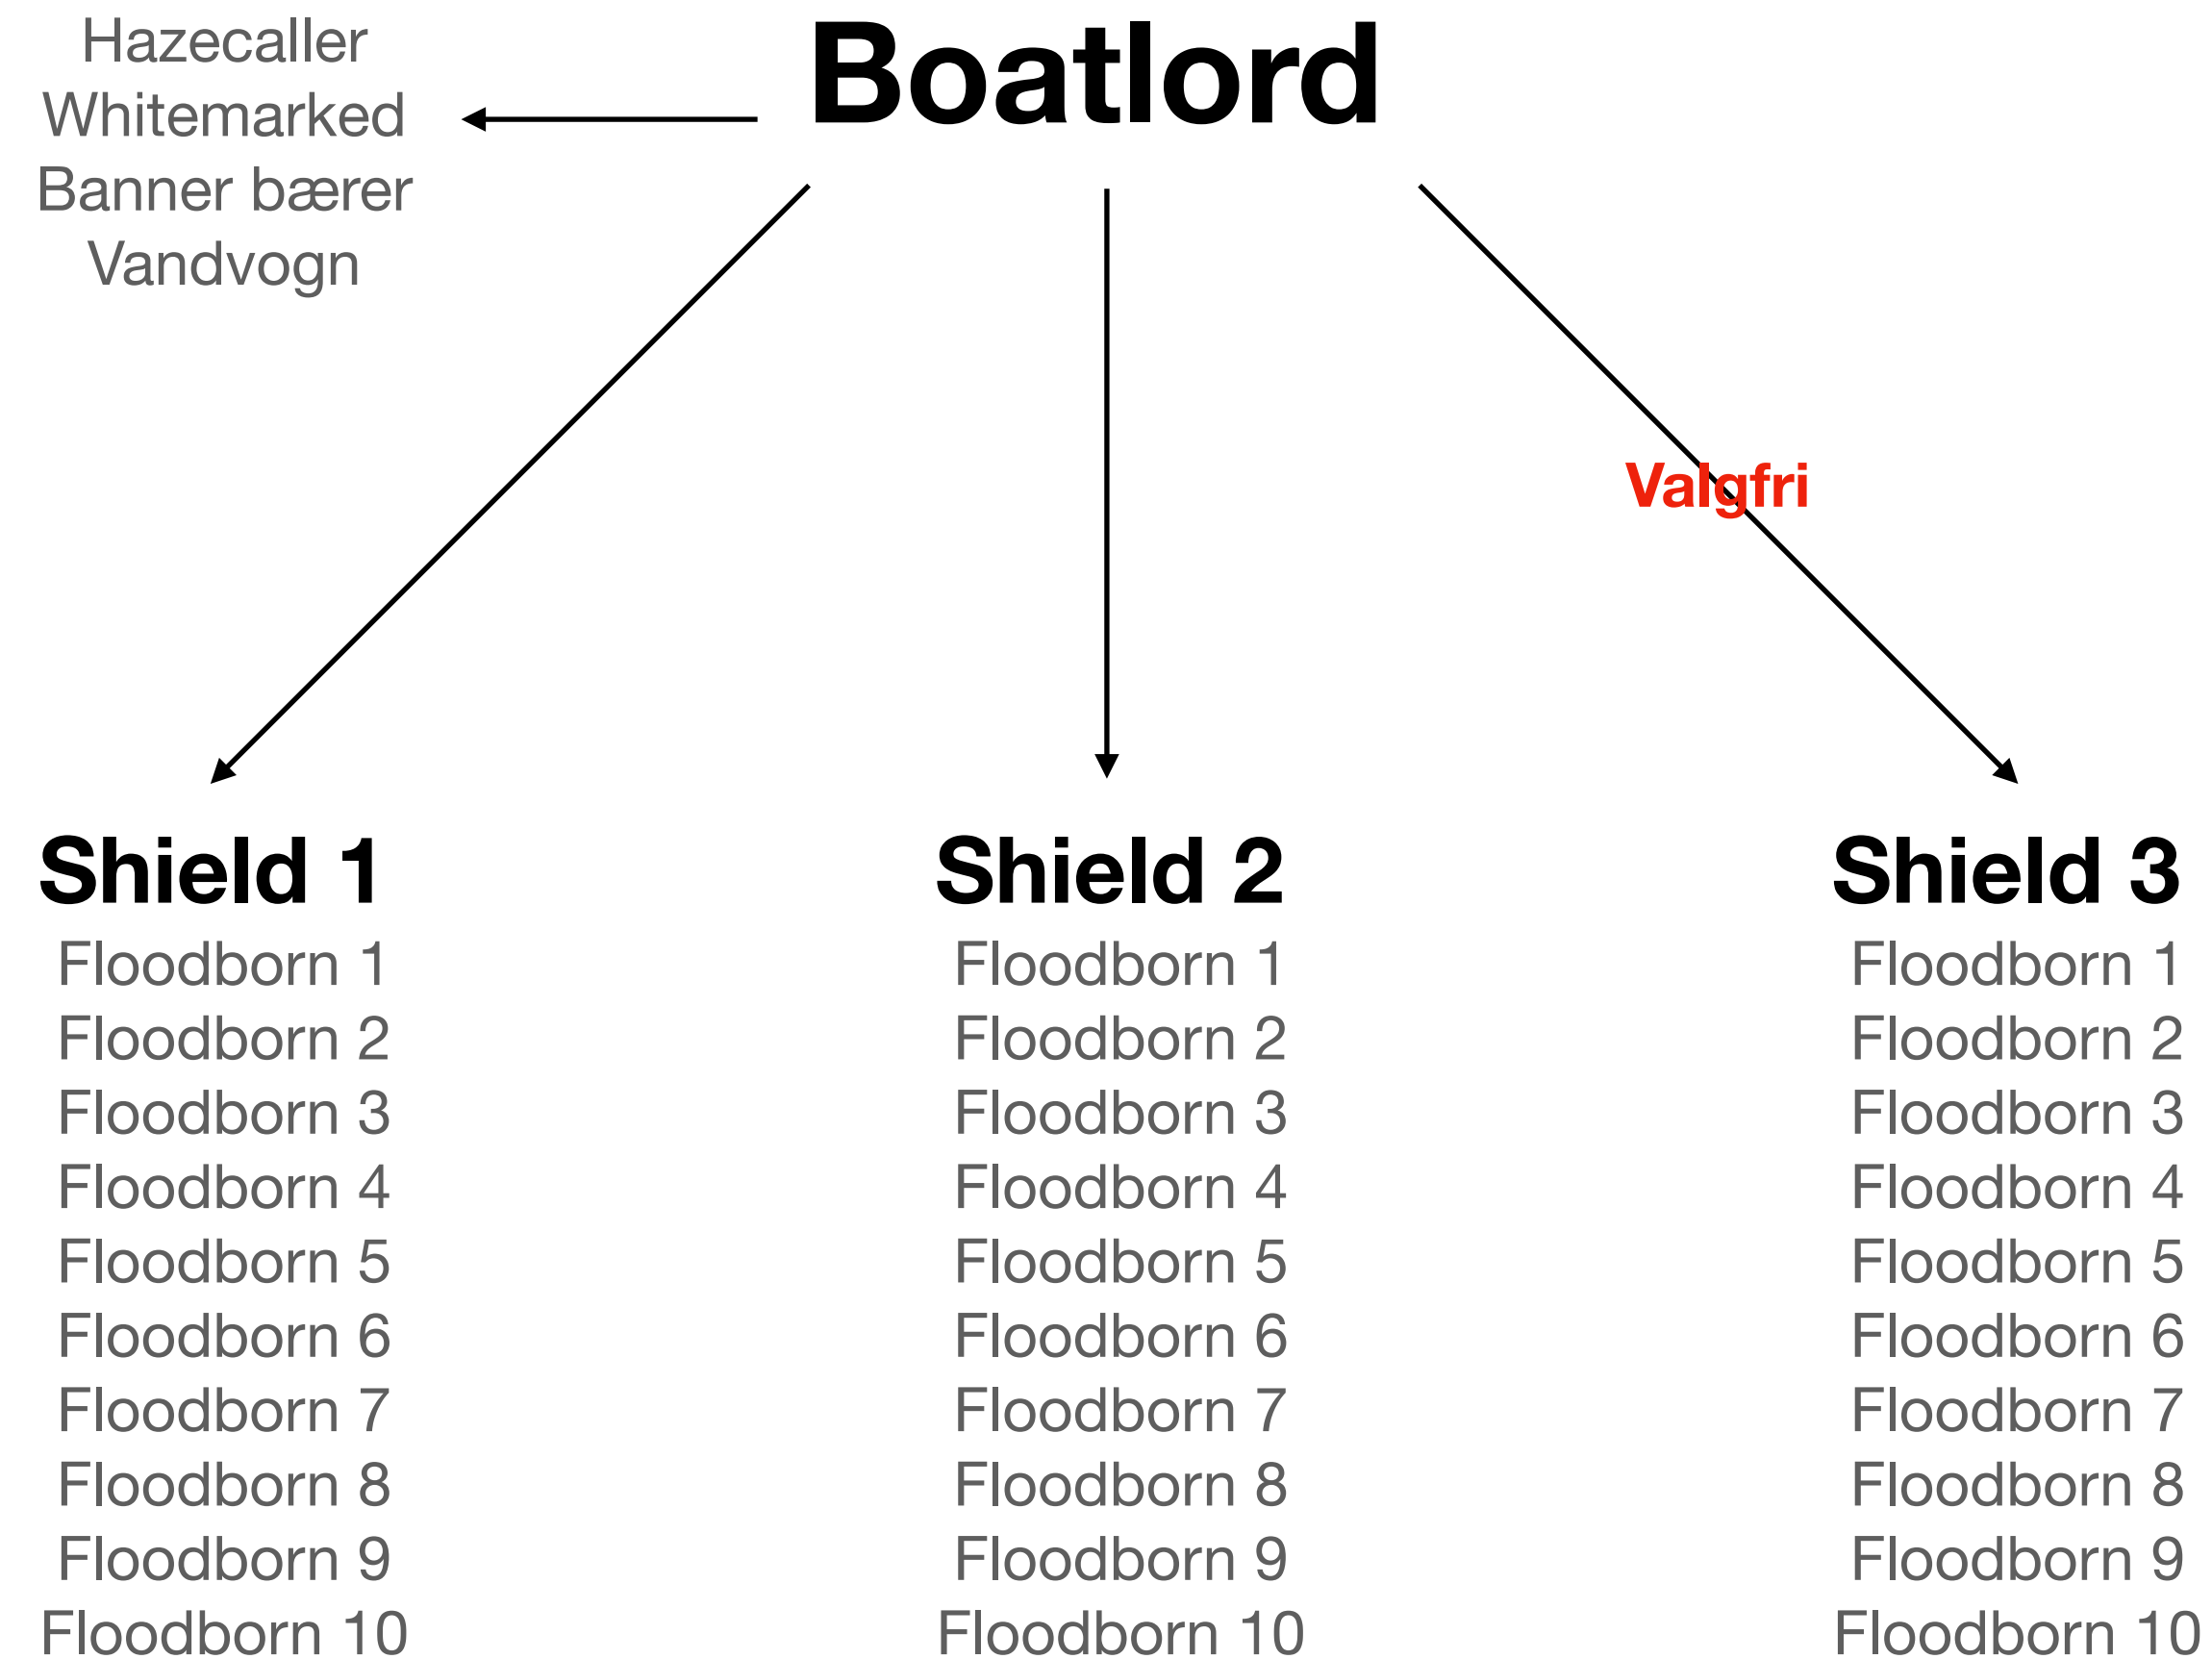 Boatlord
Hazecaller
Whitemarked
Banner bærer
Vandvogn
Valgfri
Shield 1
Floodborn 1
Floodborn 2
Floodborn 3
Floodborn 4
Floodborn 5
Floodborn 6
Floodborn 7
Floodborn 8
Floodborn 9
Floodborn 10
Shield 2
Floodborn 1
Floodborn 2
Floodborn 3
Floodborn 4
Floodborn 5
Floodborn 6
Floodborn 7
Floodborn 8
Floodborn 9
Floodborn 10
Shield 3
Floodborn 1
Floodborn 2
Floodborn 3
Floodborn 4
Floodborn 5
Floodborn 6
Floodborn 7
Floodborn 8
Floodborn 9
Floodborn 10